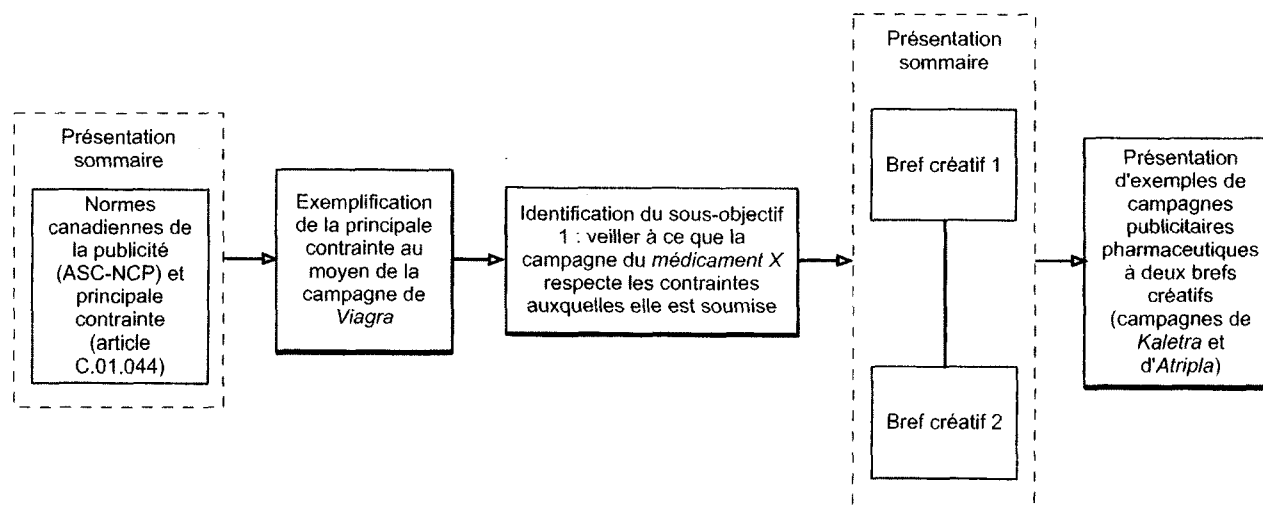 Présentation
sommaire
Normes
canadiennes de
la publicité
(ASC-NCP) et
principale
contrainte
(article
C.01.044)
Exemplification
de la principale
contrainte au
moyen de la
campagne de
Viagra
Identification du sous-objectif
1 : veiller à ce que la
campagne du médicament X
respecte les contraintes
auxquelles elle est soumise
Présentation
sommaire
Bref créatif 1
Bref créatif 2
Présentation
d'exemples de
campagnes
publicitaires
pharmaceutiques
à deux brefs
créatifs
(campagnes de
Kaletra et
d'Atripla)